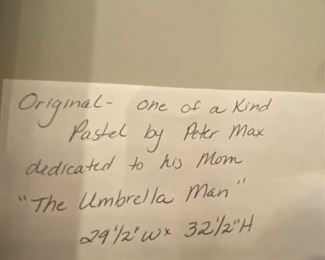 Original - one of a kind
Pastel by Peter Max
dedicated to his Mom
"The Umbrella Man"
29 1/2" W x 32 1/2" H